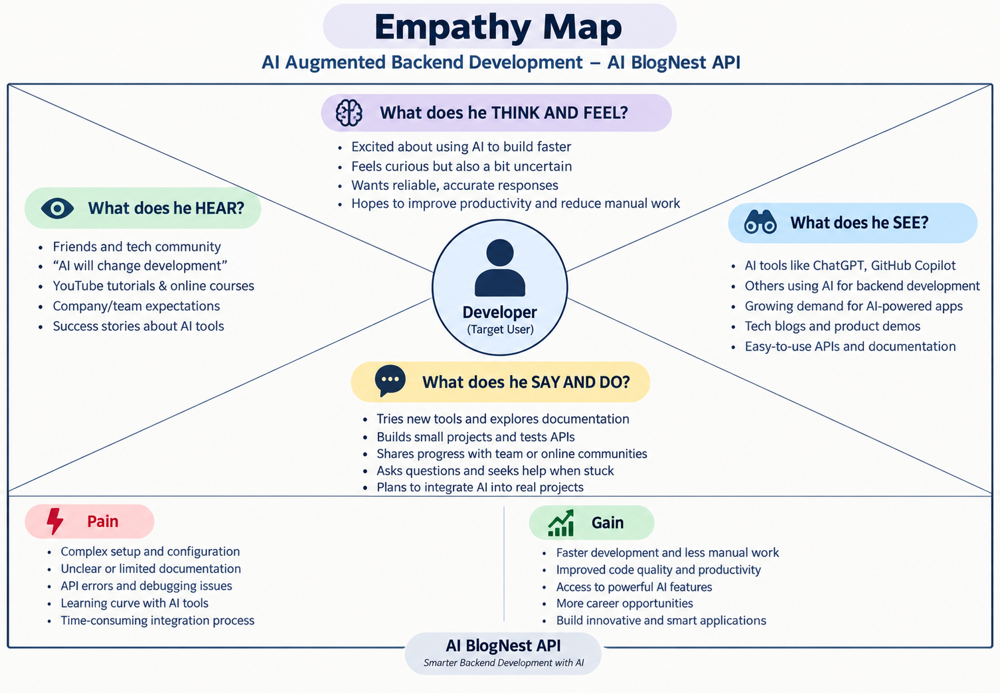 Empathy Map
AI Augmented Backend Development – AI BlogNest API
What does he THINK AND FEEL?
• Excited about using AI to build faster
• Feels curious but also a bit uncertain
• Wants reliable, accurate responses
• Hopes to improve productivity and reduce manual work
What does he HEAR?
• Friends and tech community
• “AI will change development”
• YouTube tutorials & online courses
• Company/team expectations
• Success stories about AI tools
What does he SEE?
• AI tools like ChatGPT, GitHub Copilot
• Others using AI for backend development
• Growing demand for AI-powered apps
• Tech blogs and product demos
• Easy-to-use APIs and documentation
Developer
(Target User)
What does he SAY AND DO?
• Tries new tools and explores documentation
• Builds small projects and tests APIs
• Shares progress with team or online communities
• Asks questions and seeks help when stuck
• Plans to integrate AI into real projects
Pain
• Complex setup and configuration
• Unclear or limited documentation
• API errors and debugging issues
• Learning curve with AI tools
• Time-consuming integration process
Gain
• Faster development and less manual work
• Improved code quality and productivity
• Access to powerful AI features
• More career opportunities
• Build innovative and smart applications
AI BlogNest API
Smarter Backend Development with AI